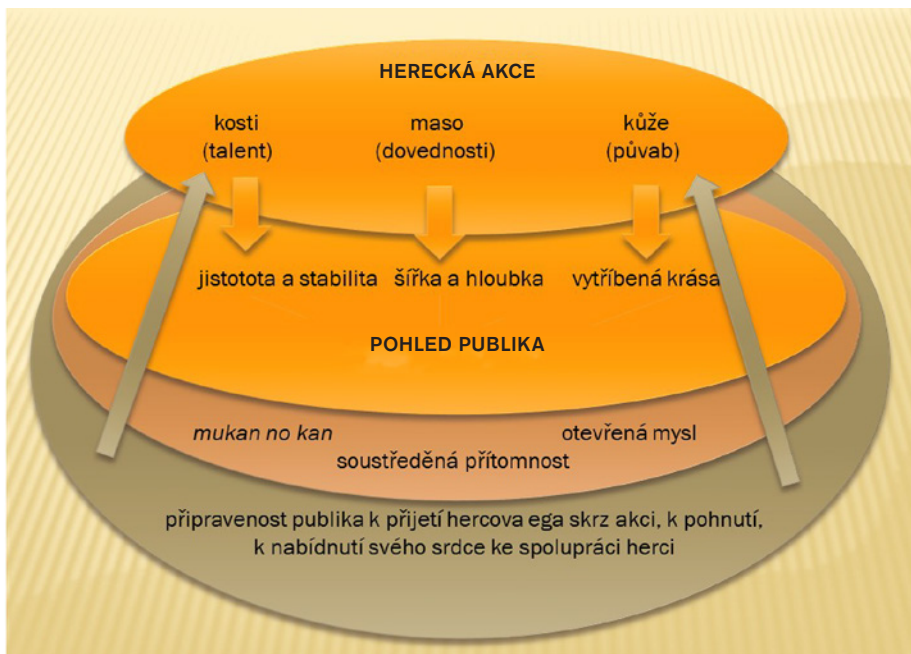 HERECKÁ AKCE
kosti maso kůže
(talent) (dovednosti) (půvab)
jistotota a stabilita šířka a hloubka vytříbená krása
POHLED PUBLIKA
mukan no kan otevřená mysl
soustředěná přítomnost
připravenost publika k přijetí hercova ega skrz akci, k pohnutí,
k nabídnutí svého srdce ke spolupráci herci